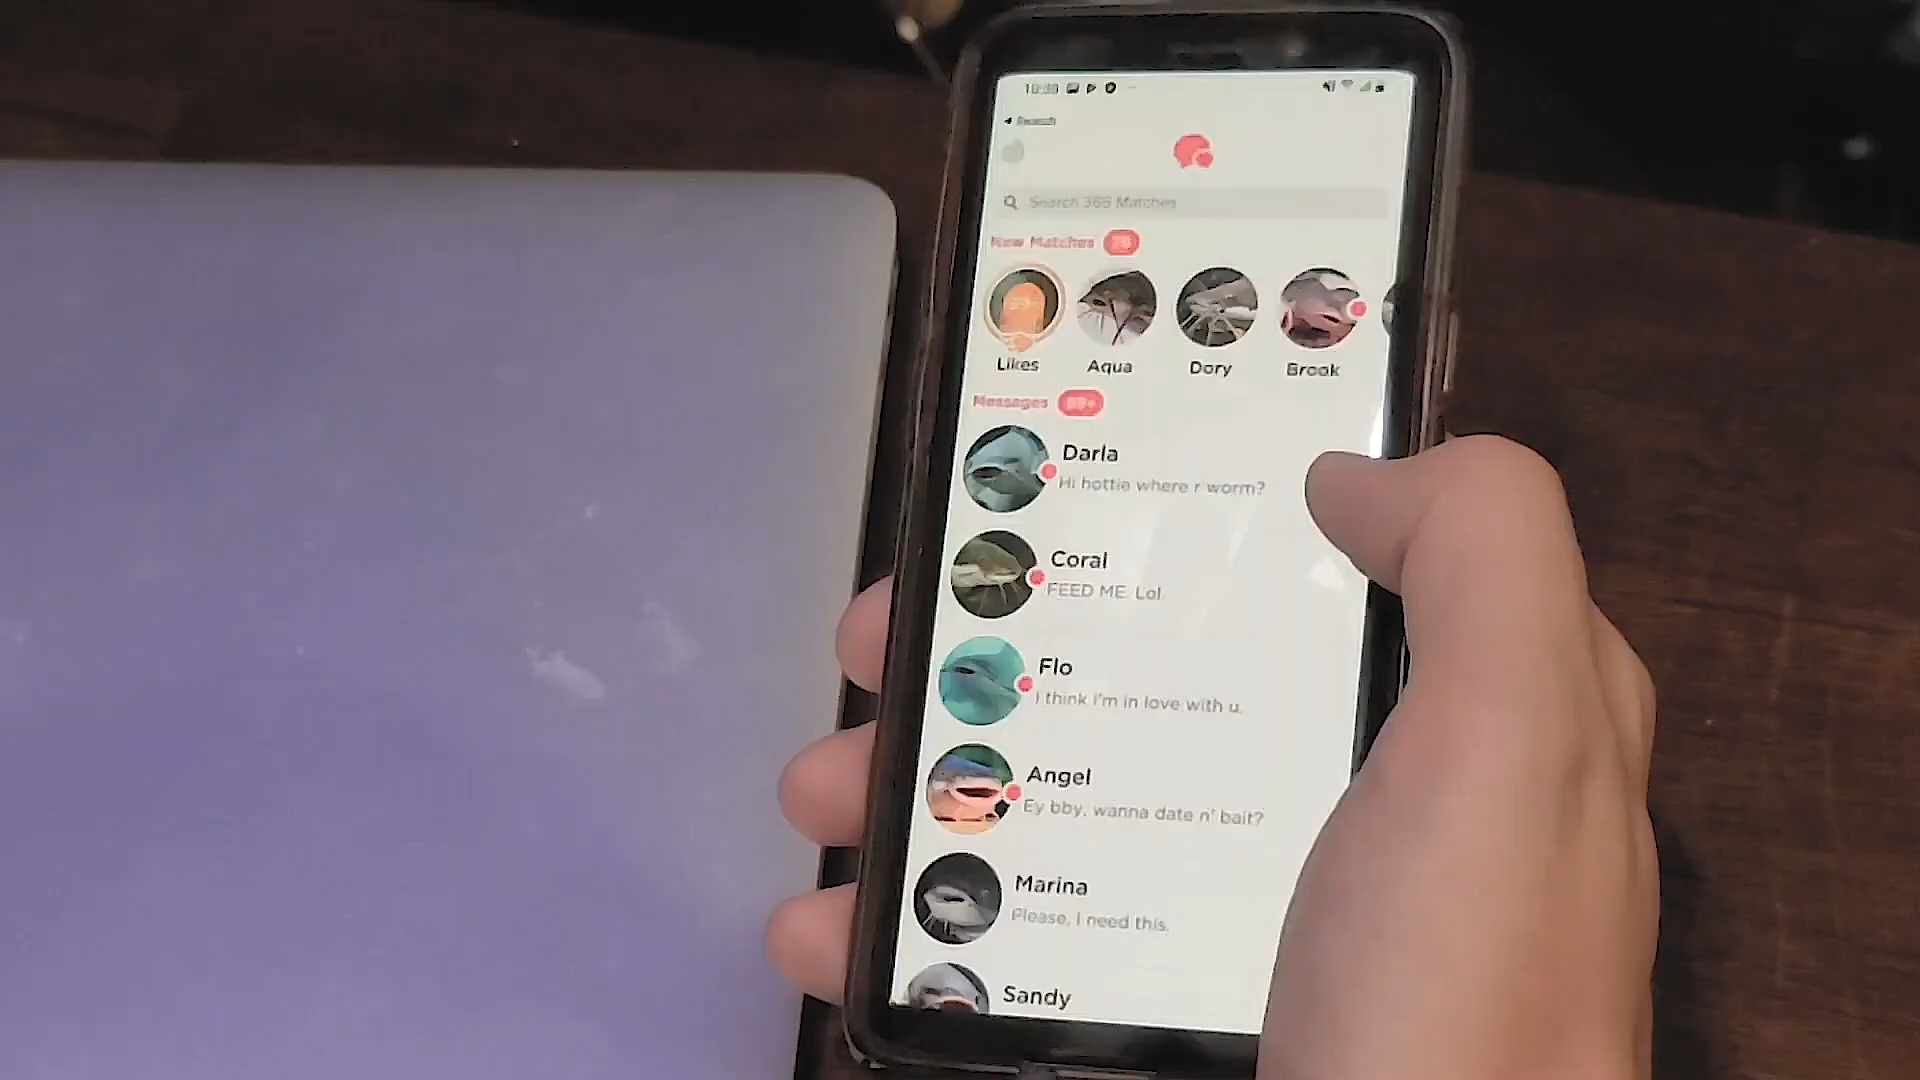 Search
Search 365 Matches
New Matches
Likes
Aqua
Dory
Brook
Messages
Darla
Hi hottie where r worm?
Coral
FEED ME. Lol.
Flo
I think I'm in love with u.
Angel
Ey bby, wanna date n' bait?
Marina
Please, I need this.
Sandy